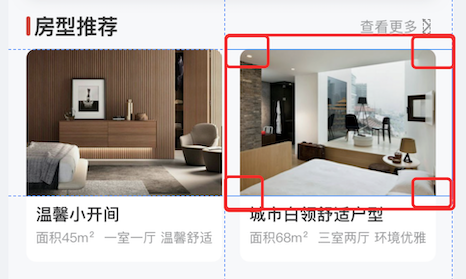 房型推荐
查看更多
温馨小开间
城市白领舒适户型
面积45m² 一室一厅 温馨舒适
面积68m² 三室两厅 环境优雅